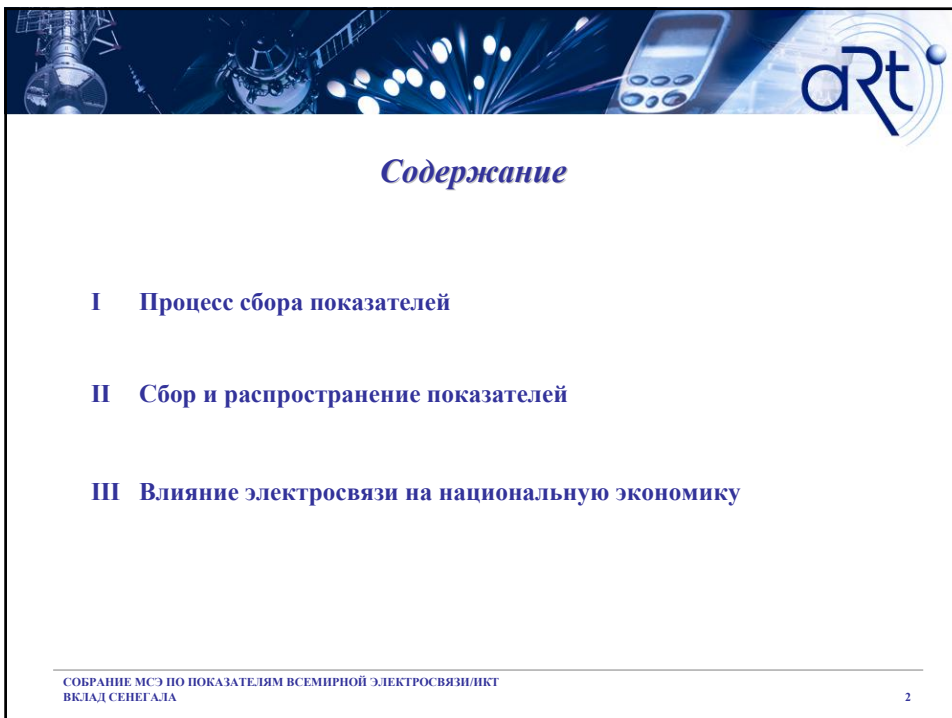 aRt
Содержание
I Процесс сбора показателей
II Сбор и распространение показателей
III Влияние электросвязи на национальную экономику
СОБРАНИЕ МСЭ ПО ПОКАЗАТЕЛЯМ ВСЕМИРНОЙ ЭЛЕКТРОСВЯЗИ/ИКТ
ВКЛАД СЕНЕГАЛА 2